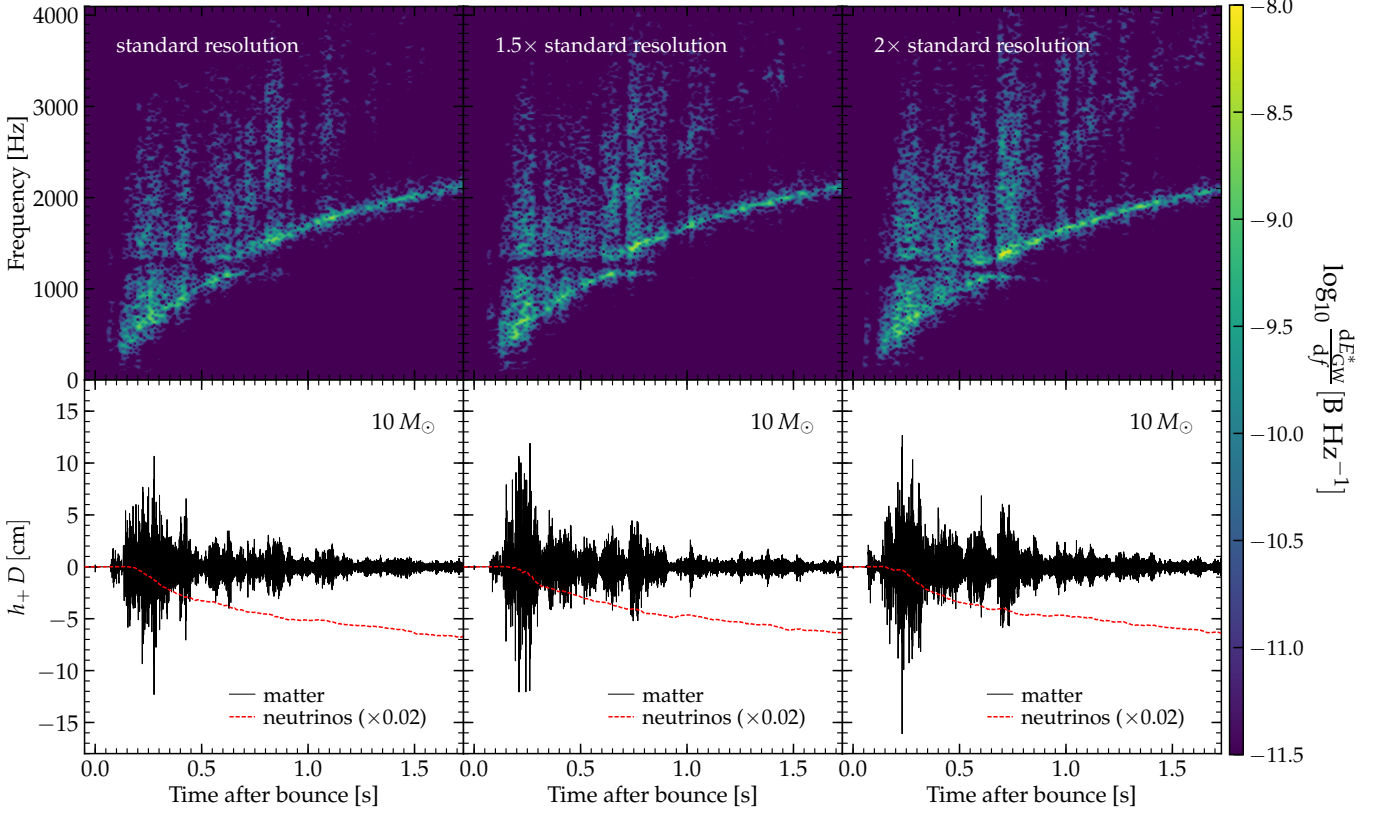 standard resolution
1.5× standard resolution
2× standard resolution
Frequency [Hz]
4000
3000
2000
1000
0
−8.0
−8.5
−9.0
−9.5
−10.0
−10.5
−11.0
−11.5
log₁₀ dE*_GW/df [B Hz⁻¹]
10 M☉
10 M☉
10 M☉
h₊ D [cm]
15
10
5
0
−5
−10
−15
matter
neutrinos (×0.02)
matter
neutrinos (×0.02)
matter
neutrinos (×0.02)
0.0 0.5 1.0 1.5
0.0 0.5 1.0 1.5
0.0 0.5 1.0 1.5
Time after bounce [s]
Time after bounce [s]
Time after bounce [s]